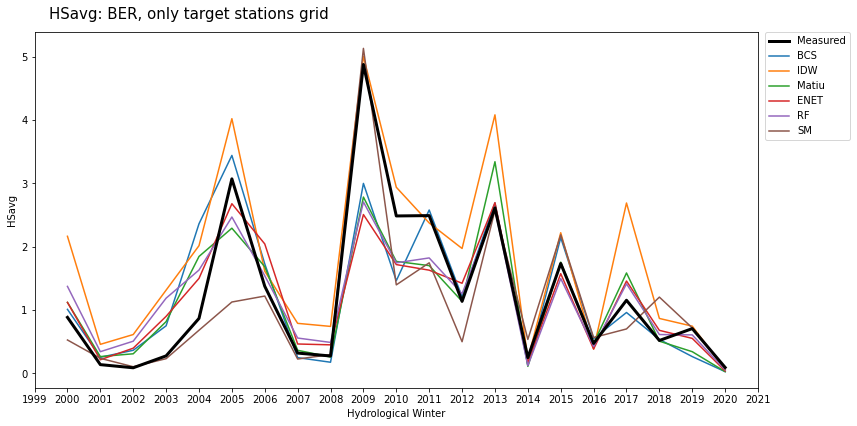 HSavg: BER, only target stations grid
Measured
BCS
IDW
Matiu
ENET
RF
SM
HSavg
5
4
3
2
1
0
1999 2000 2001 2002 2003 2004 2005 2006 2007 2008 2009 2010 2011 2012 2013 2014 2015 2016 2017 2018 2019 2020 2021
Hydrological Winter